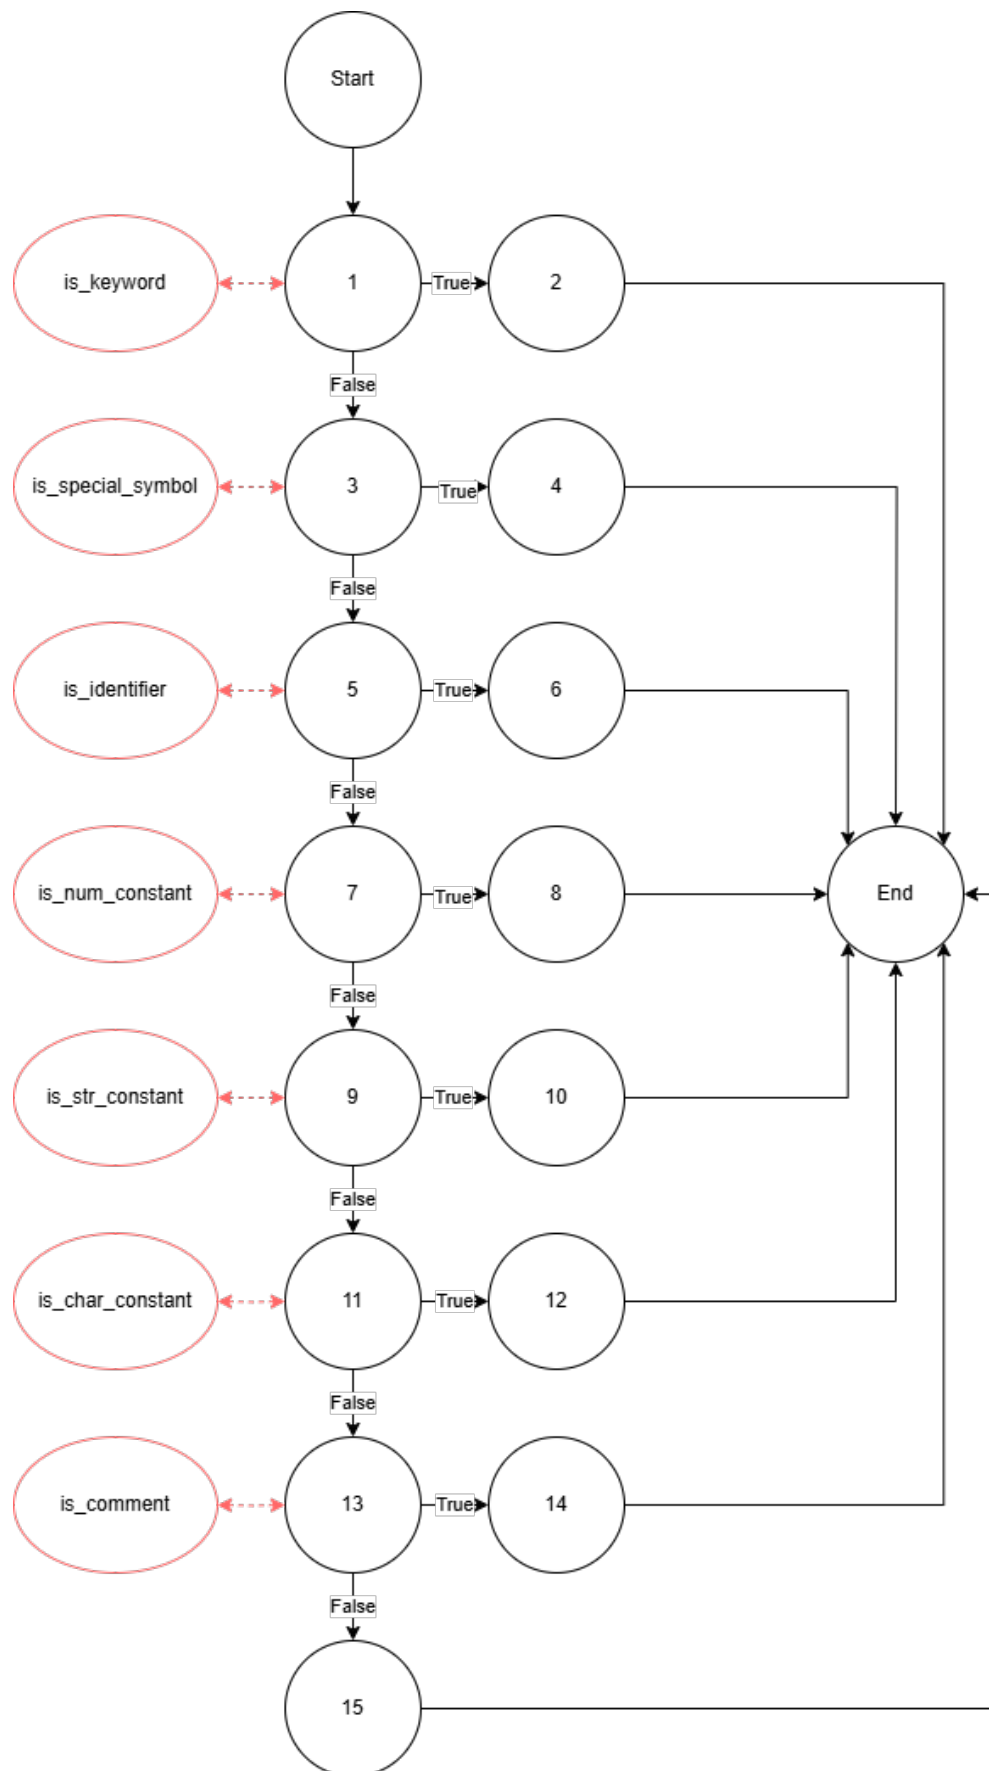 Start
is_keyword
1
True
2
False
is_special_symbol
3
True
4
False
is_identifier
5
True
6
False
is_num_constant
7
True
8
End
False
is_str_constant
9
True
10
False
is_char_constant
11
True
12
False
is_comment
13
True
14
False
15